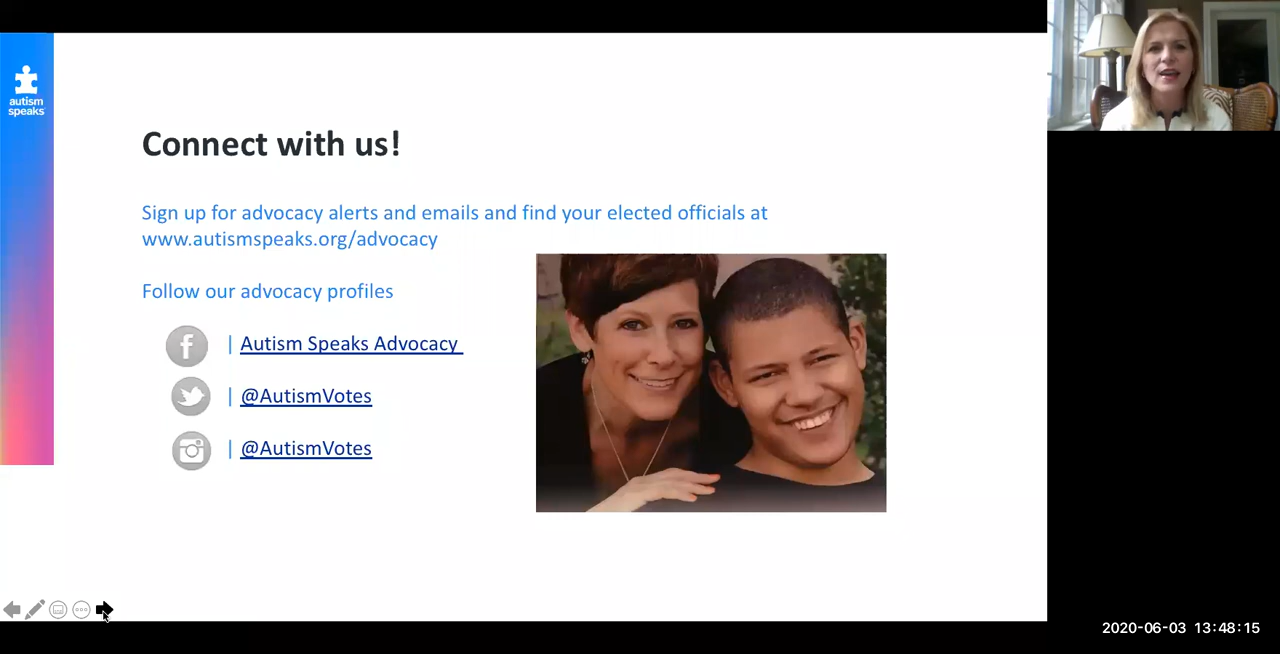 autism
speaks
Connect with us!
Sign up for advocacy alerts and emails and find your elected officials at
www.autismspeaks.org/advocacy
Follow our advocacy profiles
| Autism Speaks Advocacy
| @AutismVotes
| @AutismVotes
2020-06-03 13:48:15